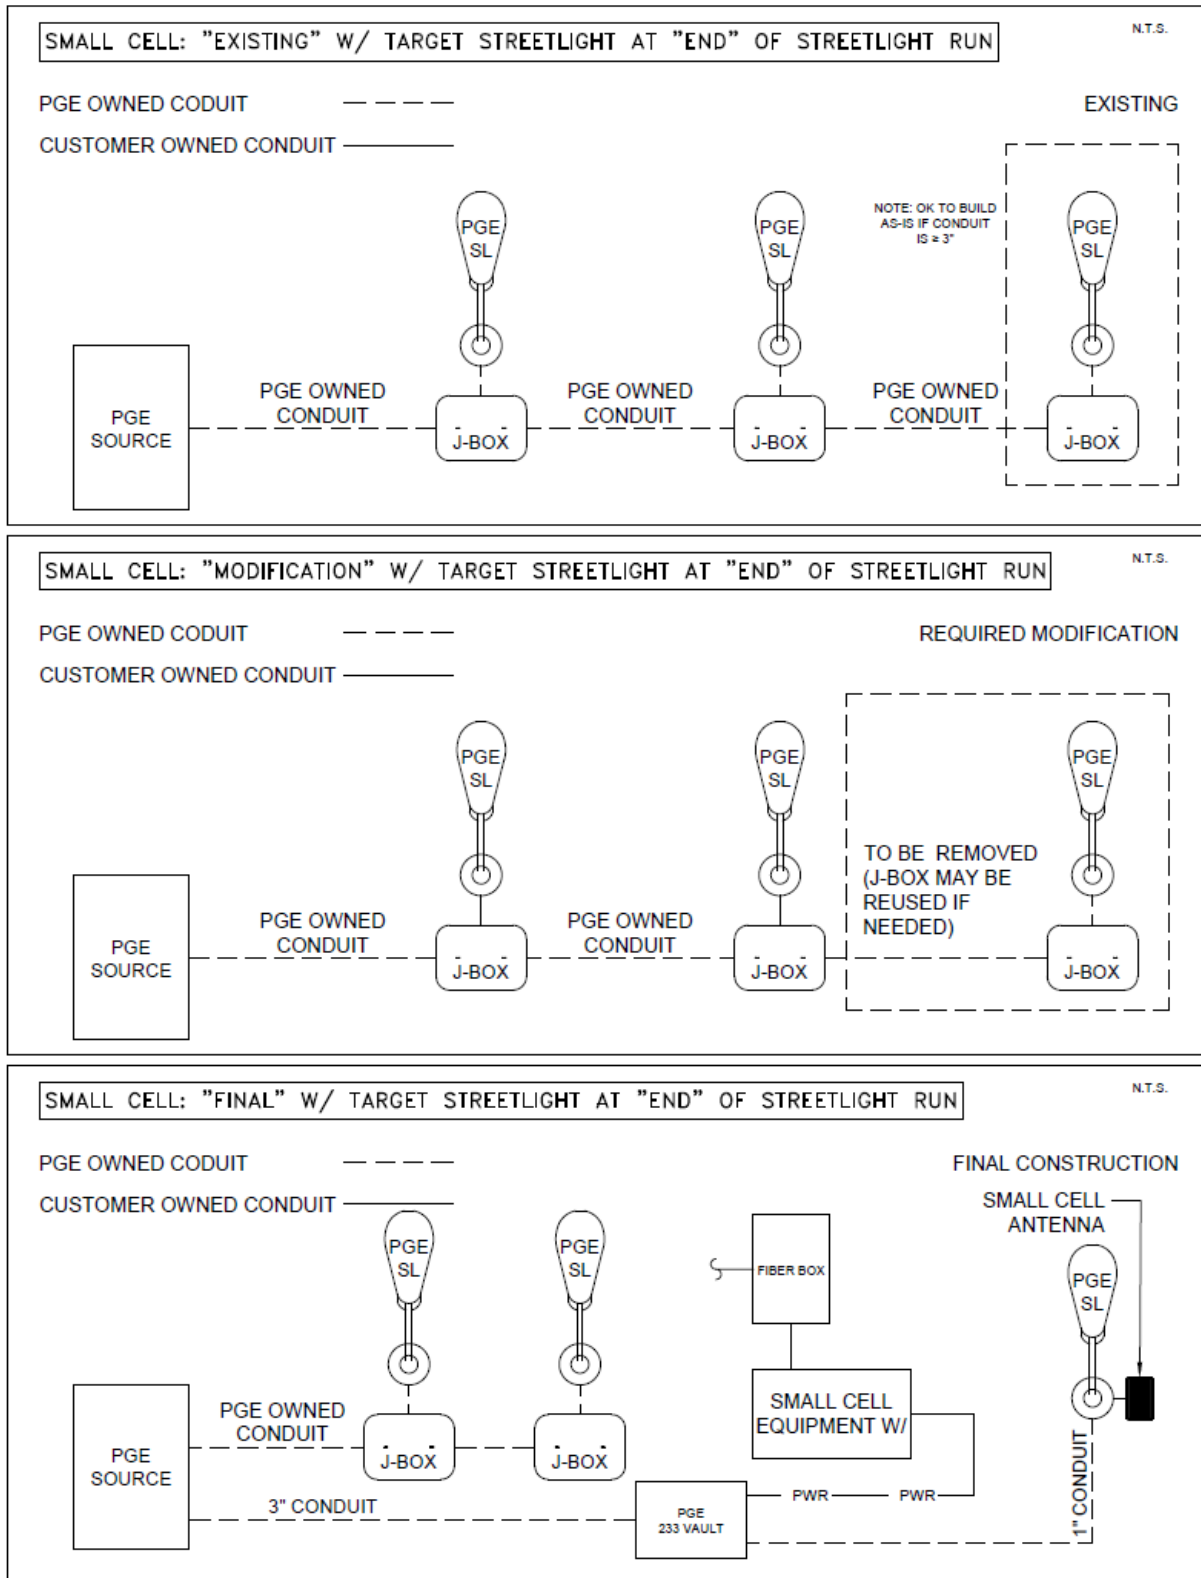 SMALL CELL: "EXISTING" W/ TARGET STREETLIGHT AT "END" OF STREETLIGHT RUN
N.T.S.
PGE OWNED CODUIT
EXISTING
CUSTOMER OWNED CONDUIT
NOTE: OK TO BUILD
AS-IS IF CONDUIT
IS ≥ 3"
PGE
SL
PGE
SL
PGE
SL
PGE
SOURCE
PGE OWNED
CONDUIT
J-BOX
PGE OWNED
CONDUIT
J-BOX
PGE OWNED
CONDUIT
J-BOX
SMALL CELL: "MODIFICATION" W/ TARGET STREETLIGHT AT "END" OF STREETLIGHT RUN
N.T.S.
PGE OWNED CODUIT
REQUIRED MODIFICATION
CUSTOMER OWNED CONDUIT
PGE
SL
PGE
SL
PGE
SL
TO BE REMOVED
(J-BOX MAY BE
REUSED IF
NEEDED)
PGE
SOURCE
PGE OWNED
CONDUIT
J-BOX
PGE OWNED
CONDUIT
J-BOX
J-BOX
SMALL CELL: "FINAL" W/ TARGET STREETLIGHT AT "END" OF STREETLIGHT RUN
N.T.S.
PGE OWNED CODUIT
FINAL CONSTRUCTION
CUSTOMER OWNED CONDUIT
SMALL CELL
ANTENNA
PGE
SL
PGE
SL
FIBER BOX
PGE
SL
SMALL CELL
EQUIPMENT W/
PGE OWNED
CONDUIT
PGE
SOURCE
J-BOX
J-BOX
3" CONDUIT
PWR
PWR
PGE
233 VAULT
1" CONDUIT